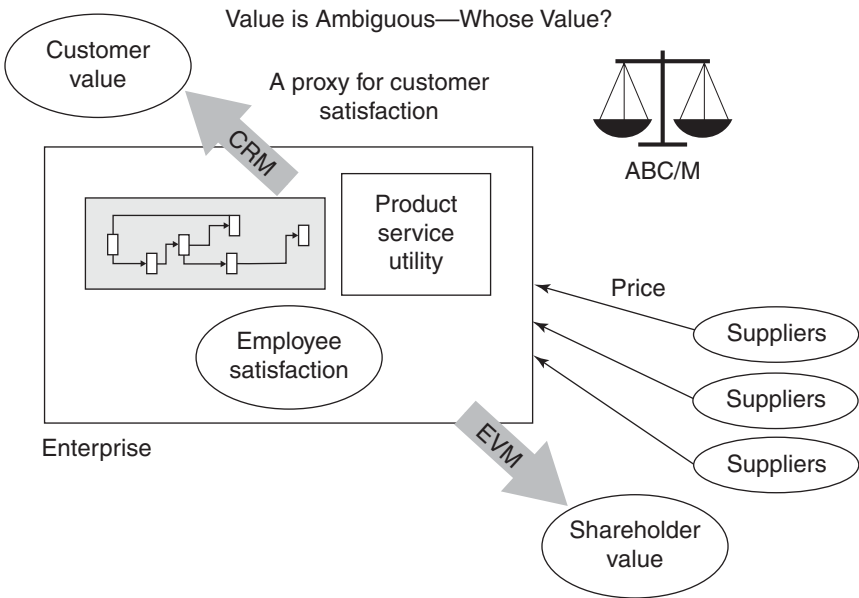 Value is Ambiguous—Whose Value?
Customer
value
A proxy for customer
satisfaction
CRM
ABC/M
Product
service
utility
Price
Suppliers
Employee
satisfaction
Suppliers
Enterprise
EVM
Suppliers
Shareholder
value